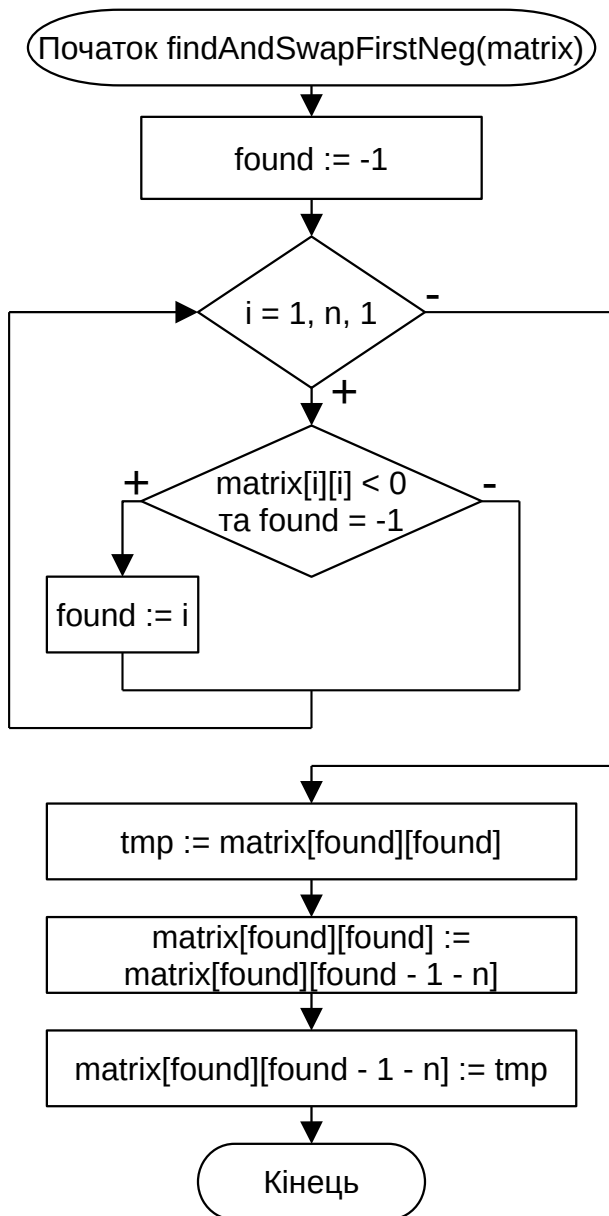 Початок findAndSwapFirstNeg(matrix)
found := -1
i = 1, n, 1
-
+
matrix[i][i] < 0
та found = -1
+
-
found := i
tmp := matrix[found][found]
matrix[found][found] :=
matrix[found][found - 1 - n]
matrix[found][found - 1 - n] := tmp
Кінець